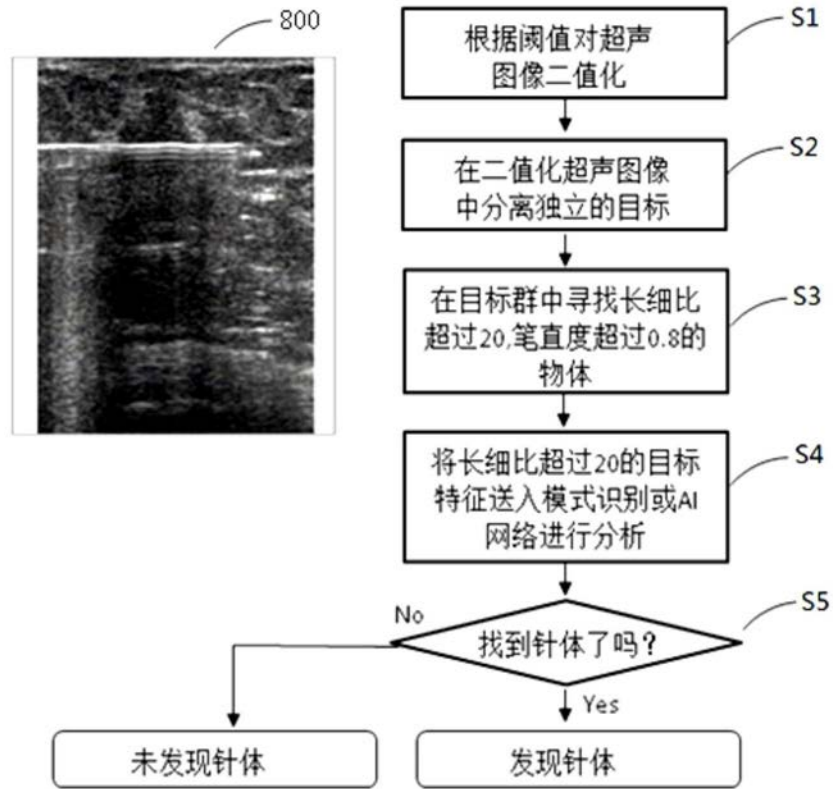 800
S1
根据阈值对超声
图像二值化
S2
在二值化超声图像
中分离独立的目标
S3
在目标群中寻找长细比
超过20,笔直度超过0.8的
物体
S4
将长细比超过20的目标
特征送入模式识别或AI
网络进行分析
S5
No
找到针体了吗?
Yes
未发现针体
发现针体